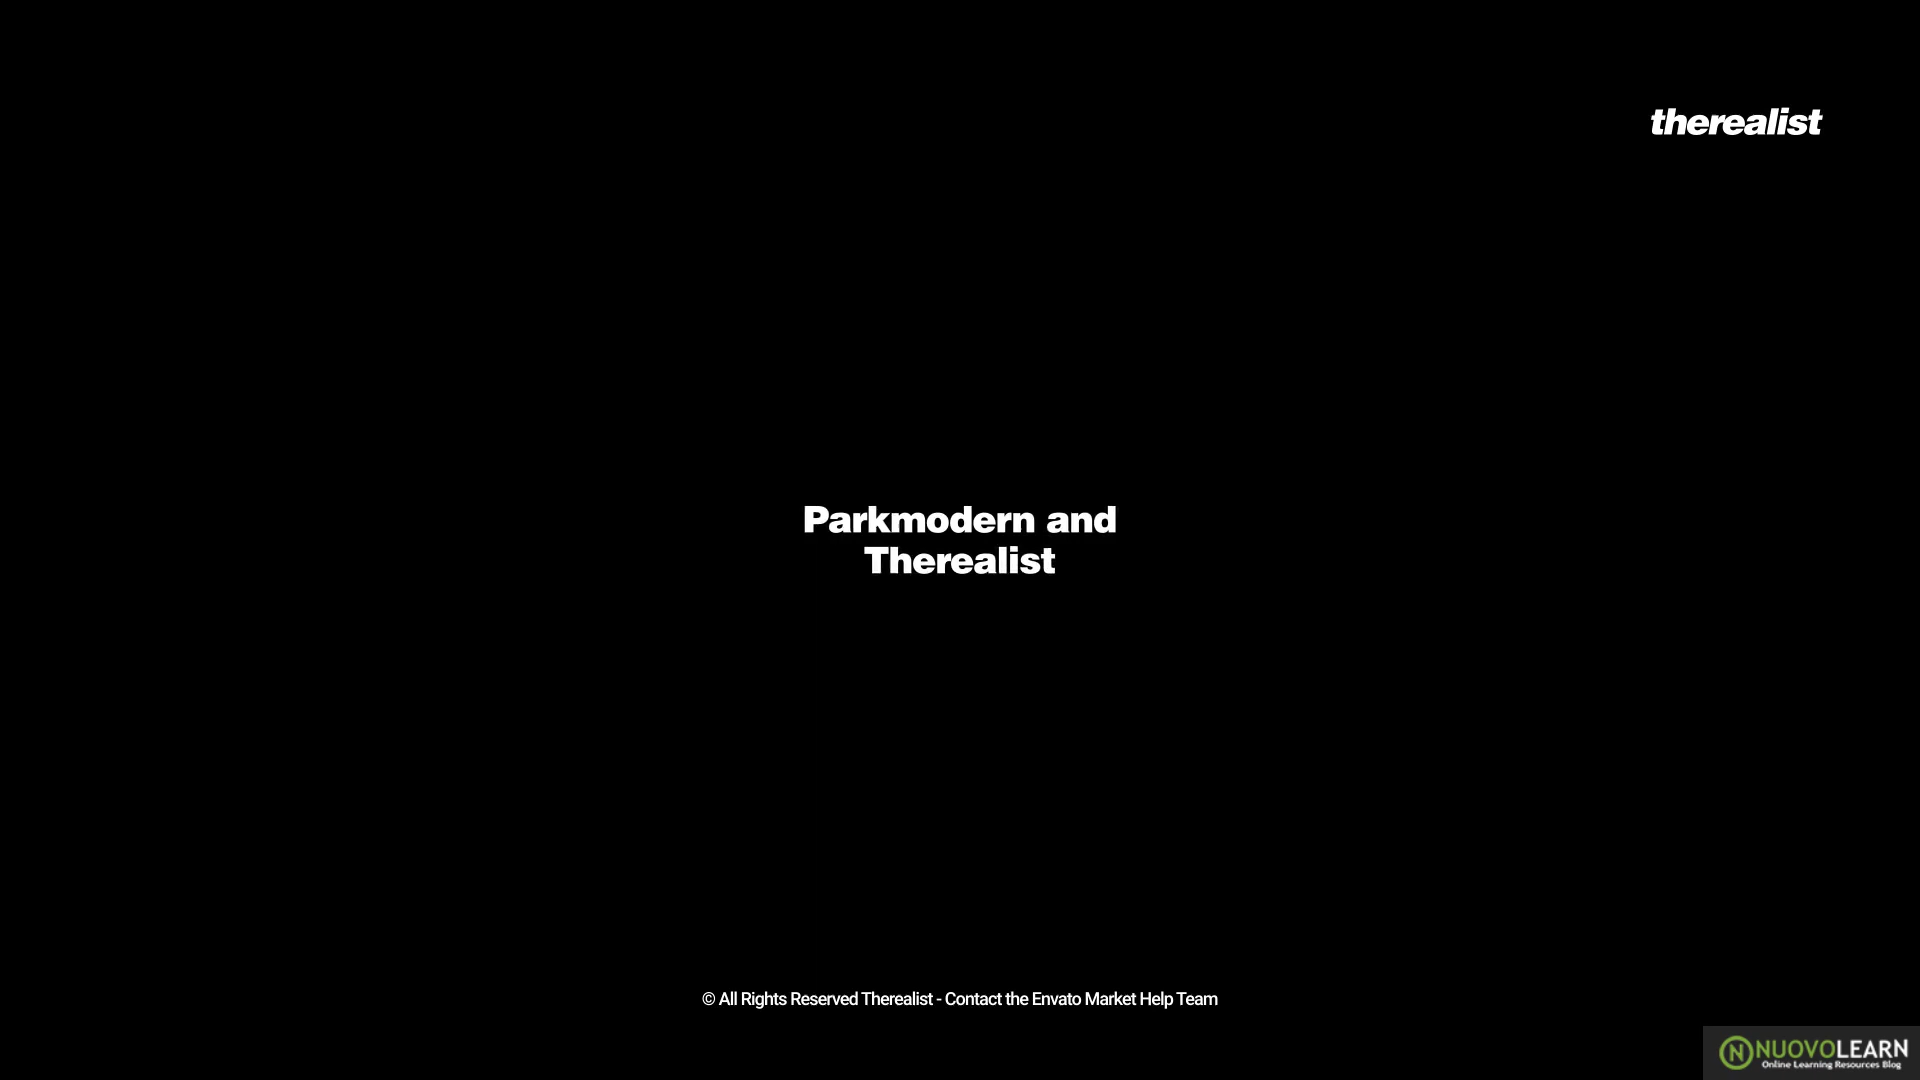 therealist
Parkmodern and
Therealist
© All Rights Reserved Therealist - Contact the Envato Market Help Team
NUOVOLEARN
Online Learning Resources Blog